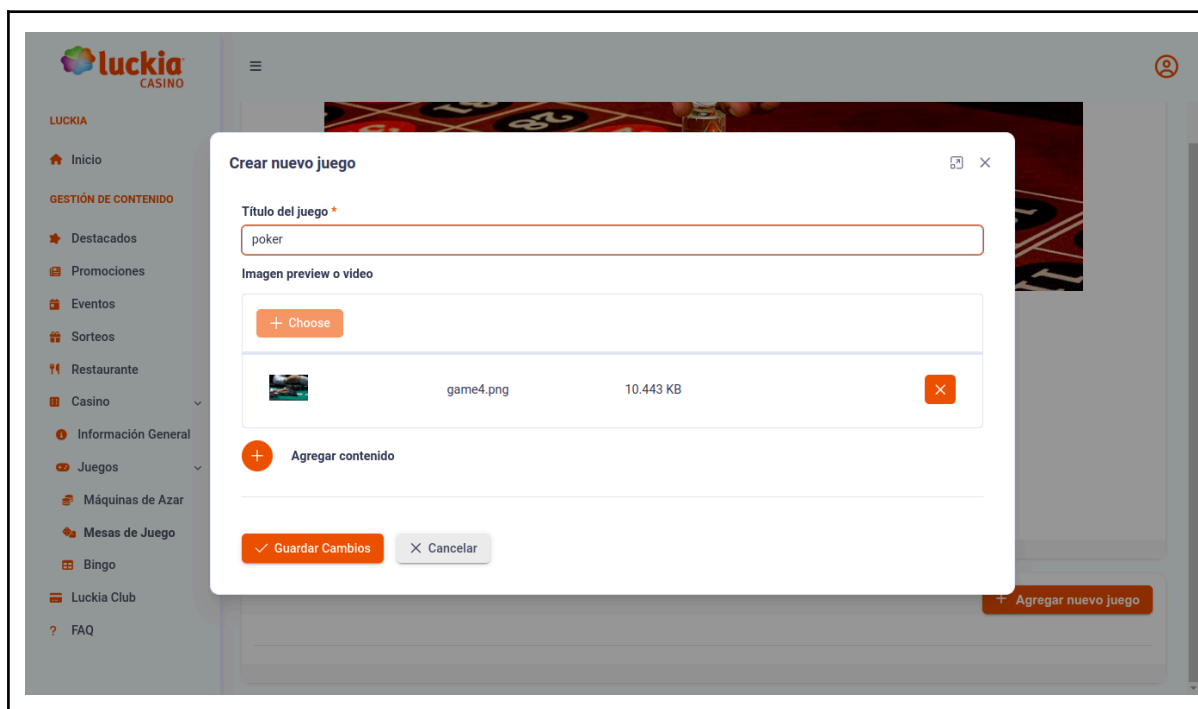 luckia
CASINO
LUCKIA
Inicio
GESTIÓN DE CONTENIDO
Destacados
Promociones
Eventos
Sorteos
Restaurante
Casino
Información General
Juegos
Máquinas de Azar
Mesas de Juego
Bingo
Luckia Club
? FAQ
Crear nuevo juego
Título del juego *
poker
Imagen preview o video
+ Choose
game4.png 10.443 KB
Agregar contenido
Guardar Cambios
Cancelar
+ Agregar nuevo juego